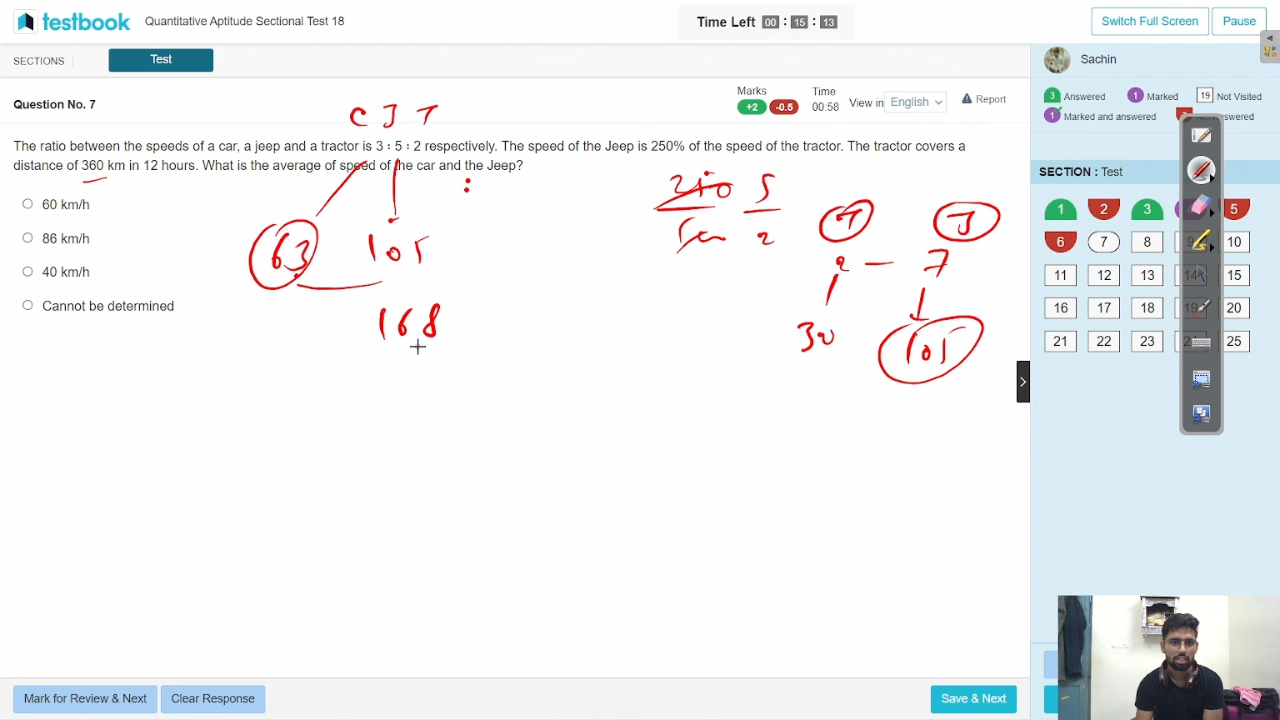 testbook
Quantitative Aptitude Sectional Test 18
Time Left 00 : 15 : 13
Switch Full Screen
Pause
SECTIONS
Test
Sachin
Question No. 7
Marks
+2 -0.5
Time
00:58
View in English
Report
3 Answered
1 Marked
19 Not Visited
1 Marked and answered
Answered
C J T
The ratio between the speeds of a car, a jeep and a tractor is 3 : 5 : 2 respectively. The speed of the Jeep is 250% of the speed of the tractor. The tractor covers a
distance of 360 km in 12 hours. What is the average of speed of the car and the Jeep?
SECTION : Test
60 km/h
86 km/h
40 km/h
Cannot be determined
:
250 5
100 2
T J
2 - 7
30 105
63 105
168
1 2 3 5
6 7 8 9 10
11 12 13 14 15
16 17 18 19 20
21 22 23 25
Mark for Review & Next
Clear Response
Save & Next